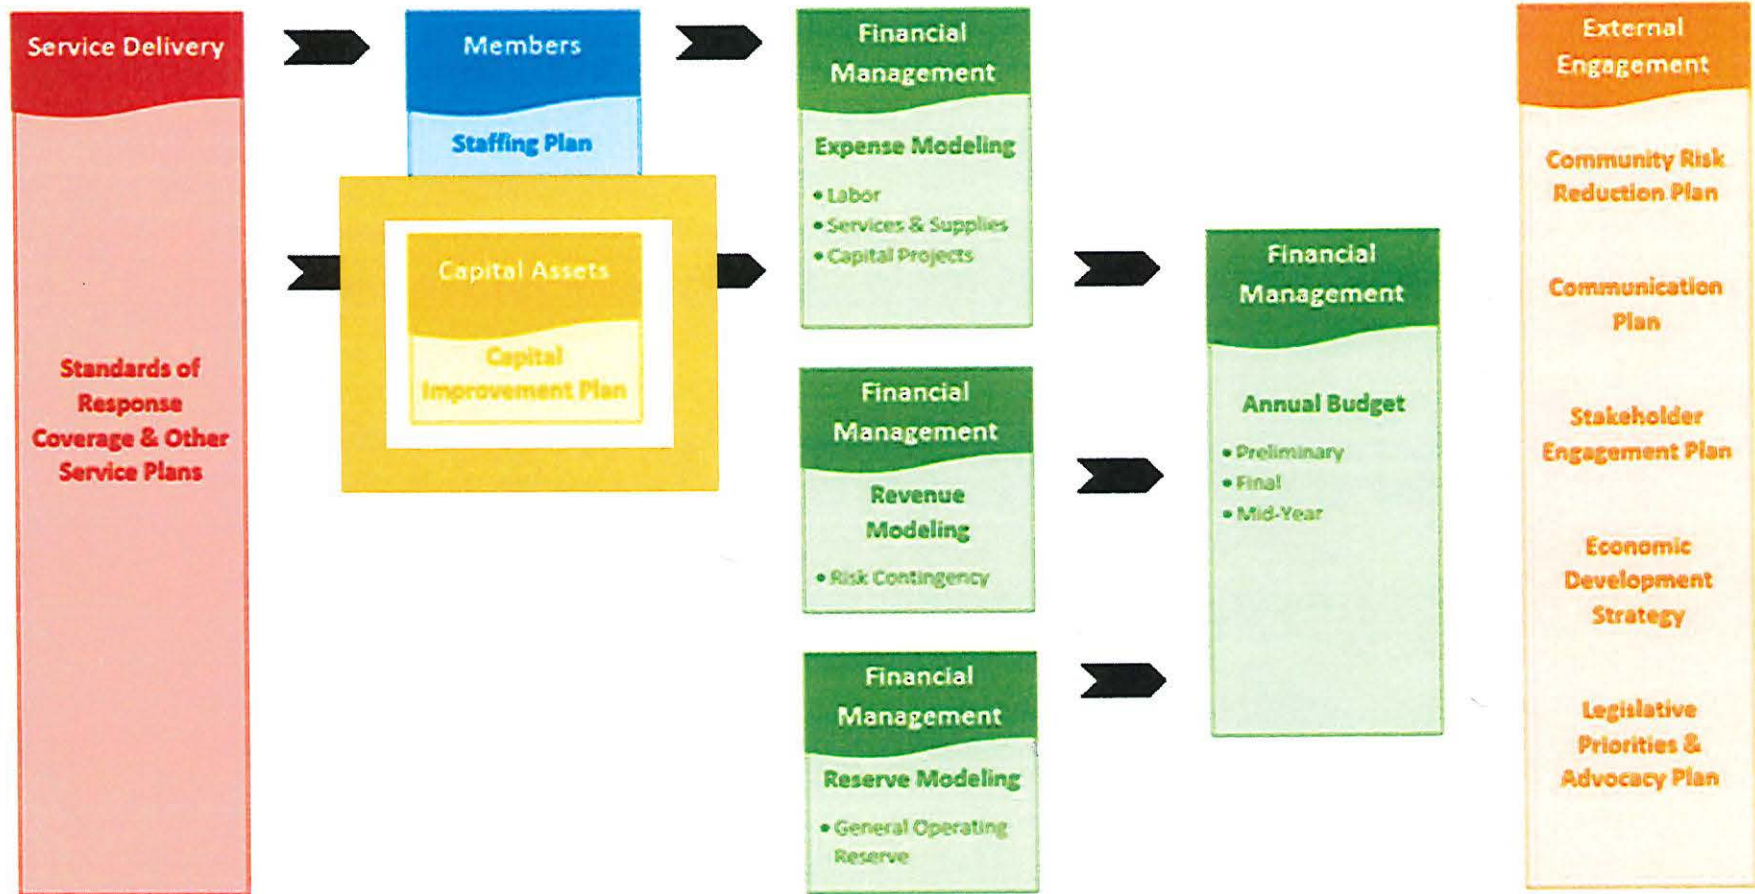 Service Delivery
Standards of
Response
Coverage & Other
Service Plans
Members
Staffing Plan
Capital Assets
Capital
Improvement Plan
Financial
Management
Expense Modeling
• Labor
• Services & Supplies
• Capital Projects
Financial
Management
Revenue
Modeling
• Risk Contingency
Financial
Management
Reserve Modeling
• General Operating
Reserve
Financial
Management
Annual Budget
• Preliminary
• Final
• Mid-Year
External
Engagement
Community Risk
Reduction Plan
Communication
Plan
Stakeholder
Engagement Plan
Economic
Development
Strategy
Legislative
Priorities &
Advocacy Plan